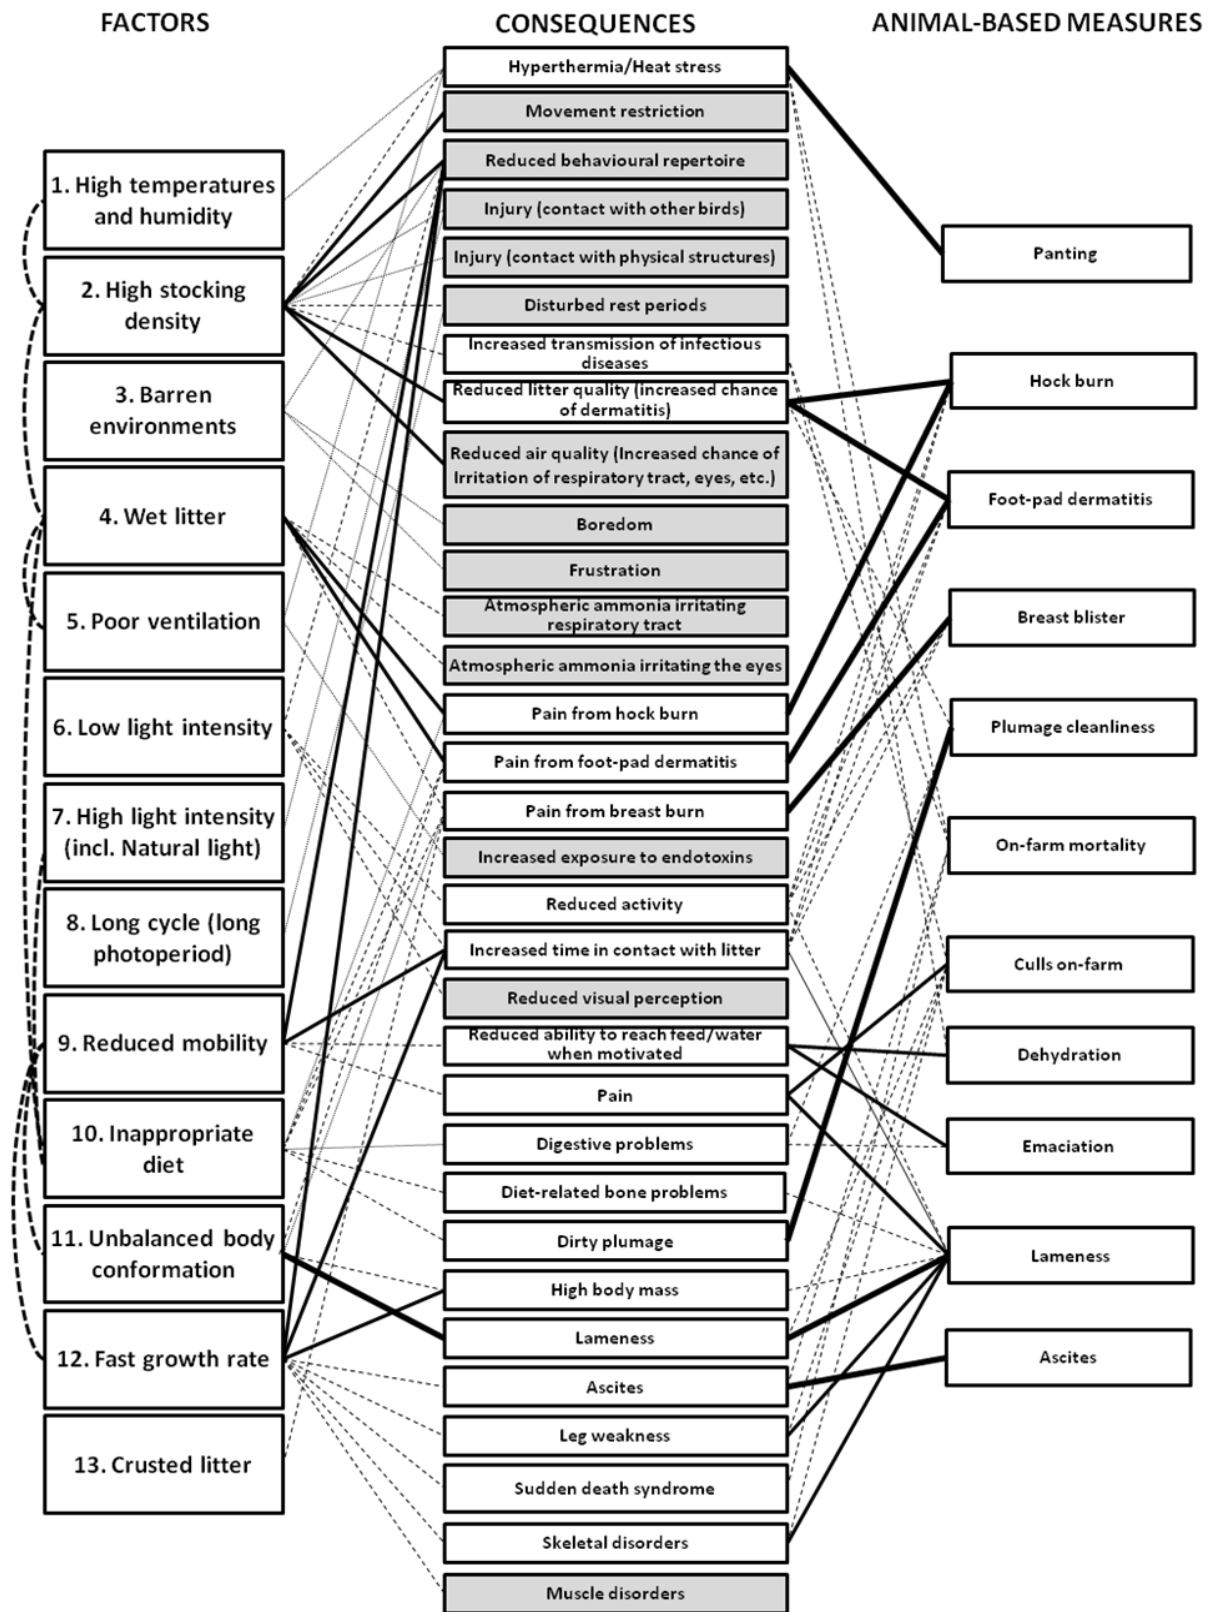 FACTORS
CONSEQUENCES
ANIMAL-BASED MEASURES
1. High temperatures
and humidity
2. High stocking
density
3. Barren
environments
4. Wet litter
5. Poor ventilation
6. Low light intensity
7. High light intensity
(incl. Natural light)
8. Long cycle (long
photoperiod)
9. Reduced mobility
10. Inappropriate
diet
11. Unbalanced body
conformation
12. Fast growth rate
13. Crusted litter
Hyperthermia/Heat stress
Movement restriction
Reduced behavioural repertoire
Injury (contact with other birds)
Injury (contact with physical structures)
Disturbed rest periods
Increased transmission of infectious
diseases
Reduced litter quality (increased chance
of dermatitis)
Reduced air quality (Increased chance of
Irritation of respiratory tract, eyes, etc.)
Boredom
Frustration
Atmospheric ammonia irritating
respiratory tract
Atmospheric ammonia irritating the eyes
Pain from hock burn
Pain from foot-pad dermatitis
Pain from breast burn
Increased exposure to endotoxins
Reduced activity
Increased time in contact with litter
Reduced visual perception
Reduced ability to reach feed/water
when motivated
Pain
Digestive problems
Diet-related bone problems
Dirty plumage
High body mass
Lameness
Ascites
Leg weakness
Sudden death syndrome
Skeletal disorders
Muscle disorders
Panting
Hock burn
Foot-pad dermatitis
Breast blister
Plumage cleanliness
On-farm mortality
Culls on-farm
Dehydration
Emaciation
Lameness
Ascites